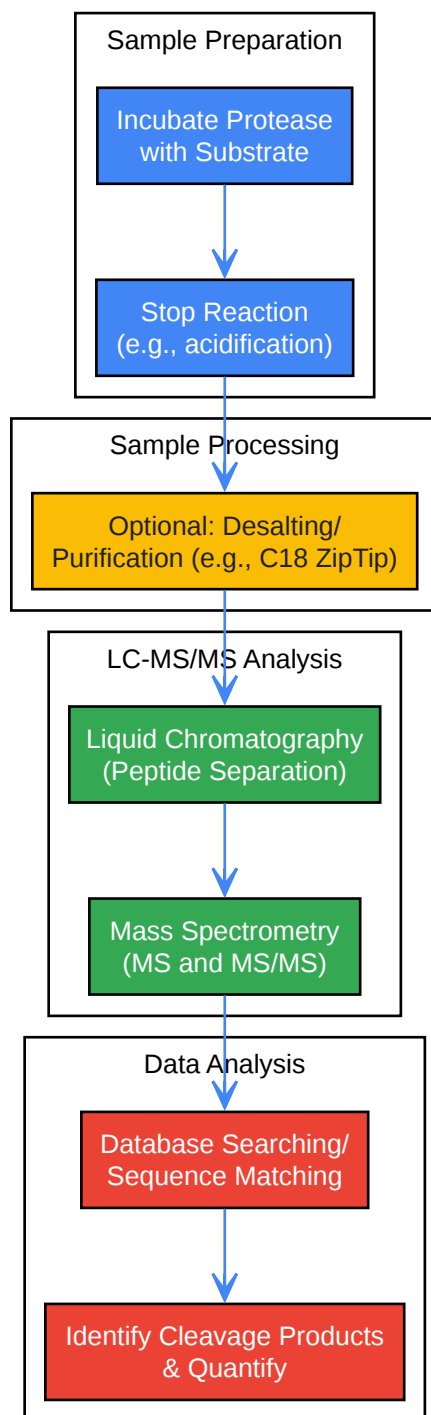 Sample Preparation
Incubate Protease
with Substrate
Stop Reaction
(e.g., acidification)
Sample Processing
Optional: Desalting/
Purification (e.g., C18 ZipTip)
LC-MS/MS Analysis
Liquid Chromatography
(Peptide Separation)
Mass Spectrometry
(MS and MS/MS)
Data Analysis
Database Searching/
Sequence Matching
Identify Cleavage Products
& Quantify